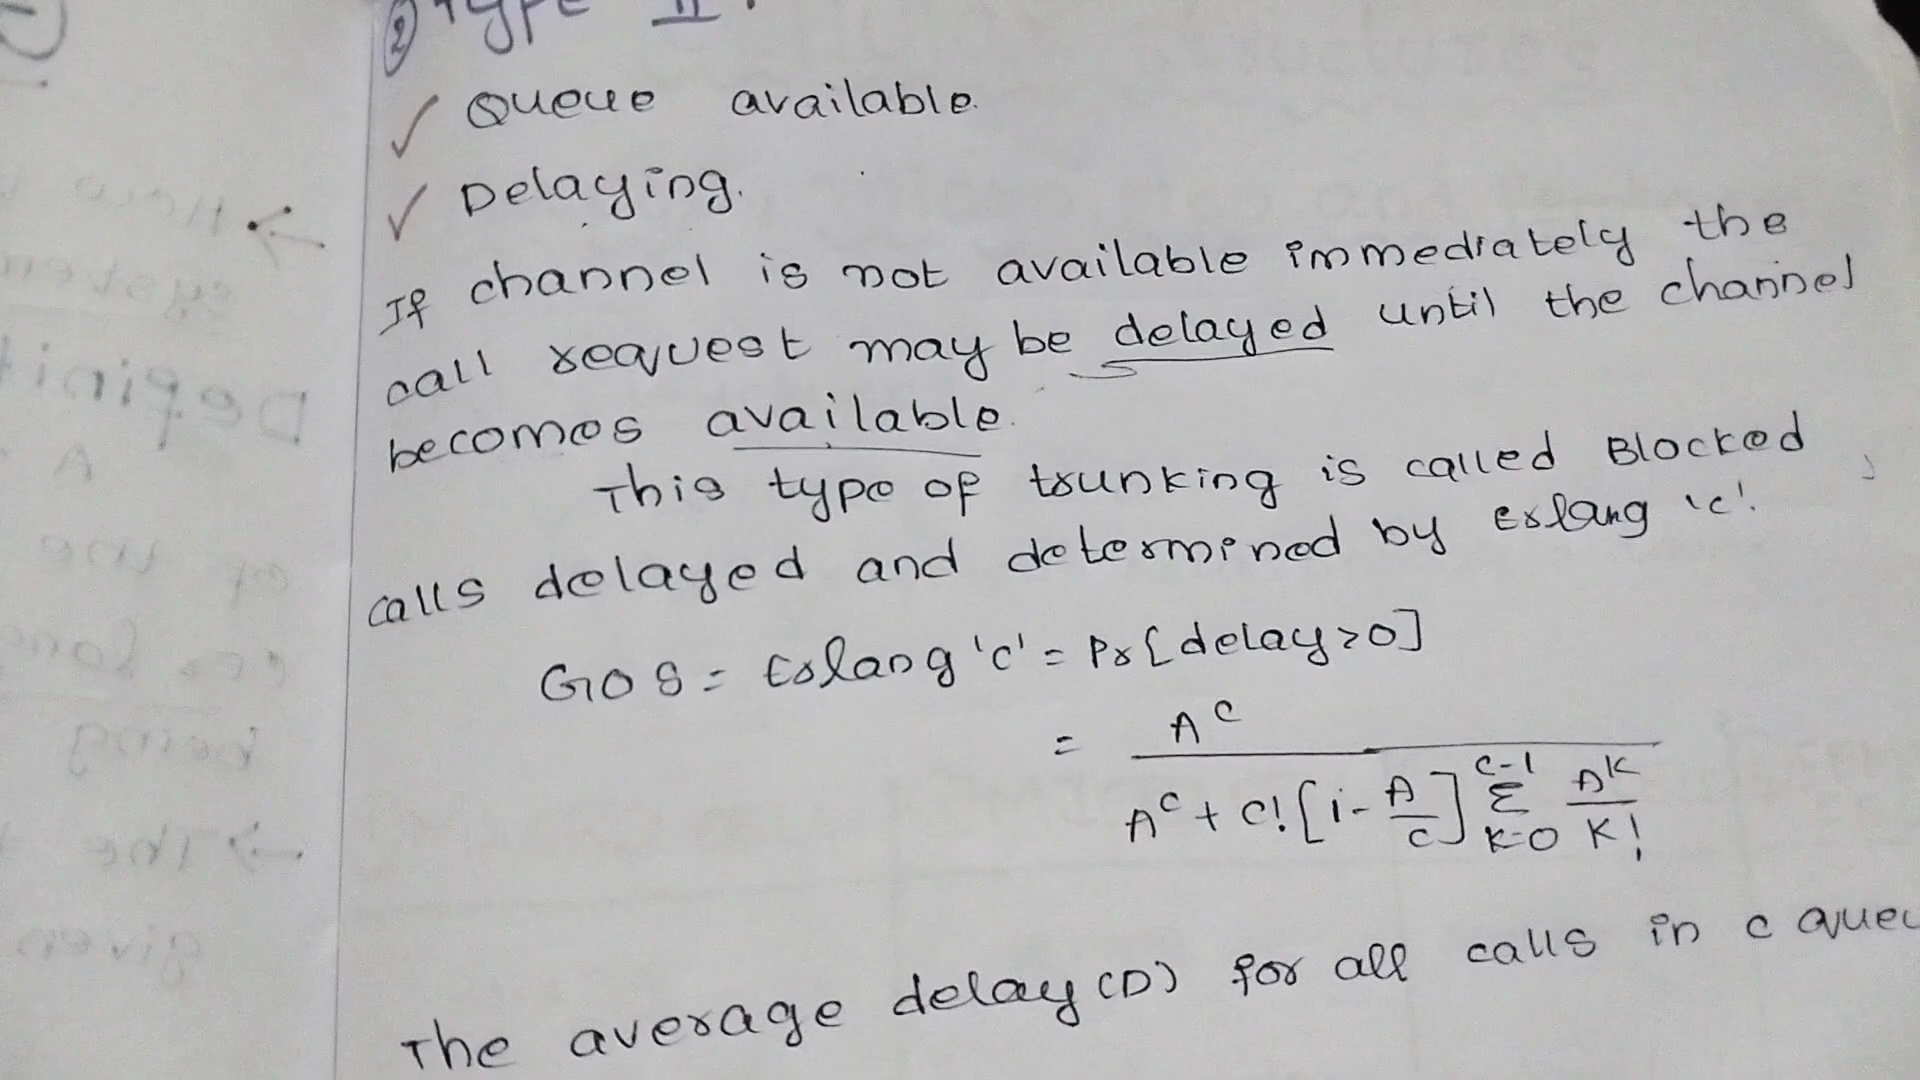 ② Type II:
✓ Queue available.
✓ Delaying.
If channel is not available immediately the
call request may be delayed until the channel
becomes available.
This type of trunking is called Blocked
calls delayed and determined by Erlang 'c'.
GOS = Erlang 'c' = Pr[delay>0]
= A^C / (A^C + C! [1 - A/C] Σ_{K=0}^{C-1} A^K / K!)
The average delay (D) for all calls in a